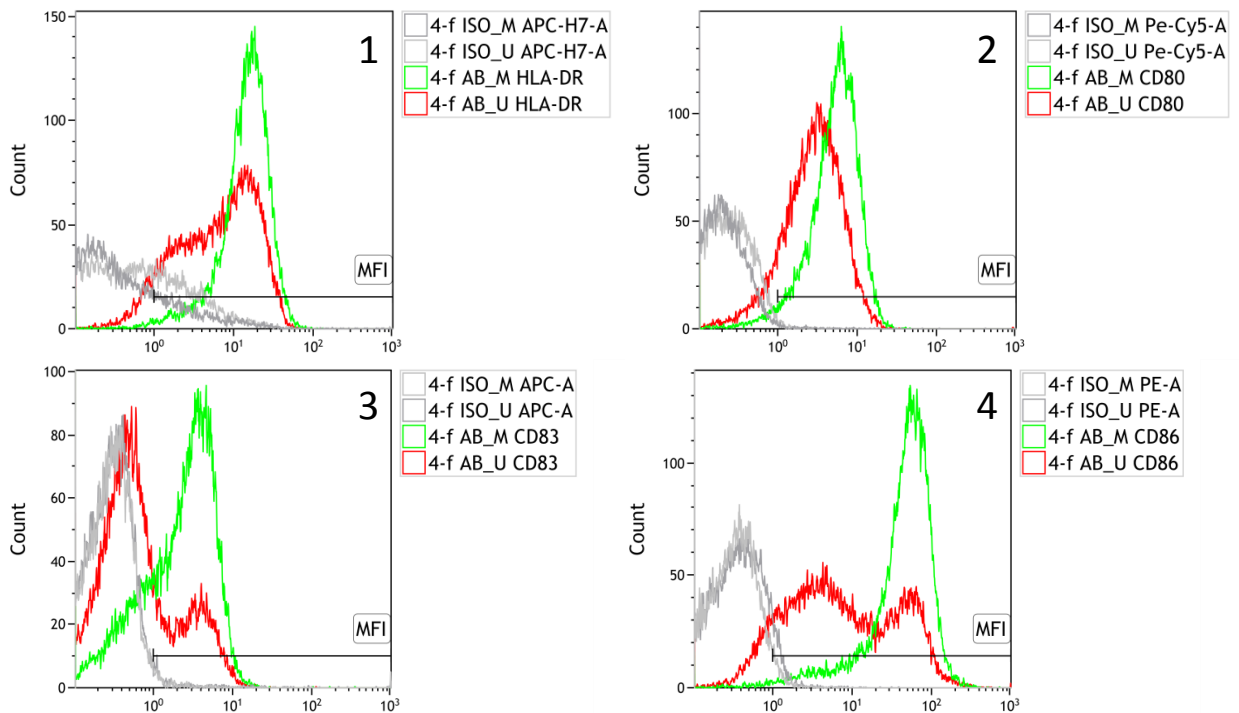 150
100
50
0
Count
10⁰
10¹
10²
10³
1
MFI
4-f ISO_M APC-H7-A
4-f ISO_U APC-H7-A
4-f AB_M HLA-DR
4-f AB_U HLA-DR
100
50
0
Count
10⁰
10¹
10²
10³
2
MFI
4-f ISO_M Pe-Cy5-A
4-f ISO_U Pe-Cy5-A
4-f AB_M CD80
4-f AB_U CD80
100
80
60
40
20
0
Count
10⁰
10¹
10²
10³
3
MFI
4-f ISO_M APC-A
4-f ISO_U APC-A
4-f AB_M CD83
4-f AB_U CD83
100
50
0
Count
10⁰
10¹
10²
10³
4
MFI
4-f ISO_M PE-A
4-f ISO_U PE-A
4-f AB_M CD86
4-f AB_U CD86